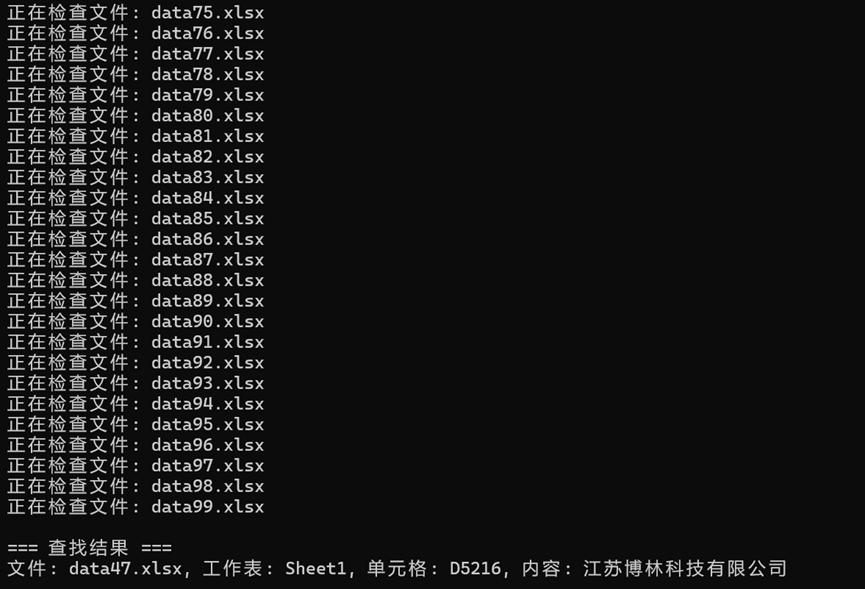 正在检查文件: data75.xlsx
正在检查文件: data76.xlsx
正在检查文件: data77.xlsx
正在检查文件: data78.xlsx
正在检查文件: data79.xlsx
正在检查文件: data80.xlsx
正在检查文件: data81.xlsx
正在检查文件: data82.xlsx
正在检查文件: data83.xlsx
正在检查文件: data84.xlsx
正在检查文件: data85.xlsx
正在检查文件: data86.xlsx
正在检查文件: data87.xlsx
正在检查文件: data88.xlsx
正在检查文件: data89.xlsx
正在检查文件: data90.xlsx
正在检查文件: data91.xlsx
正在检查文件: data92.xlsx
正在检查文件: data93.xlsx
正在检查文件: data94.xlsx
正在检查文件: data95.xlsx
正在检查文件: data96.xlsx
正在检查文件: data97.xlsx
正在检查文件: data98.xlsx
正在检查文件: data99.xlsx
=== 查找结果 ===
文件: data47.xlsx, 工作表: Sheet1, 单元格: D5216, 内容: 江苏博林科技有限公司